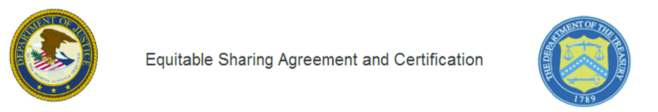 DEPARTMENT OF JUSTICE
Equitable Sharing Agreement and Certification
THE DEPARTMENT OF THE TREASURY
1789